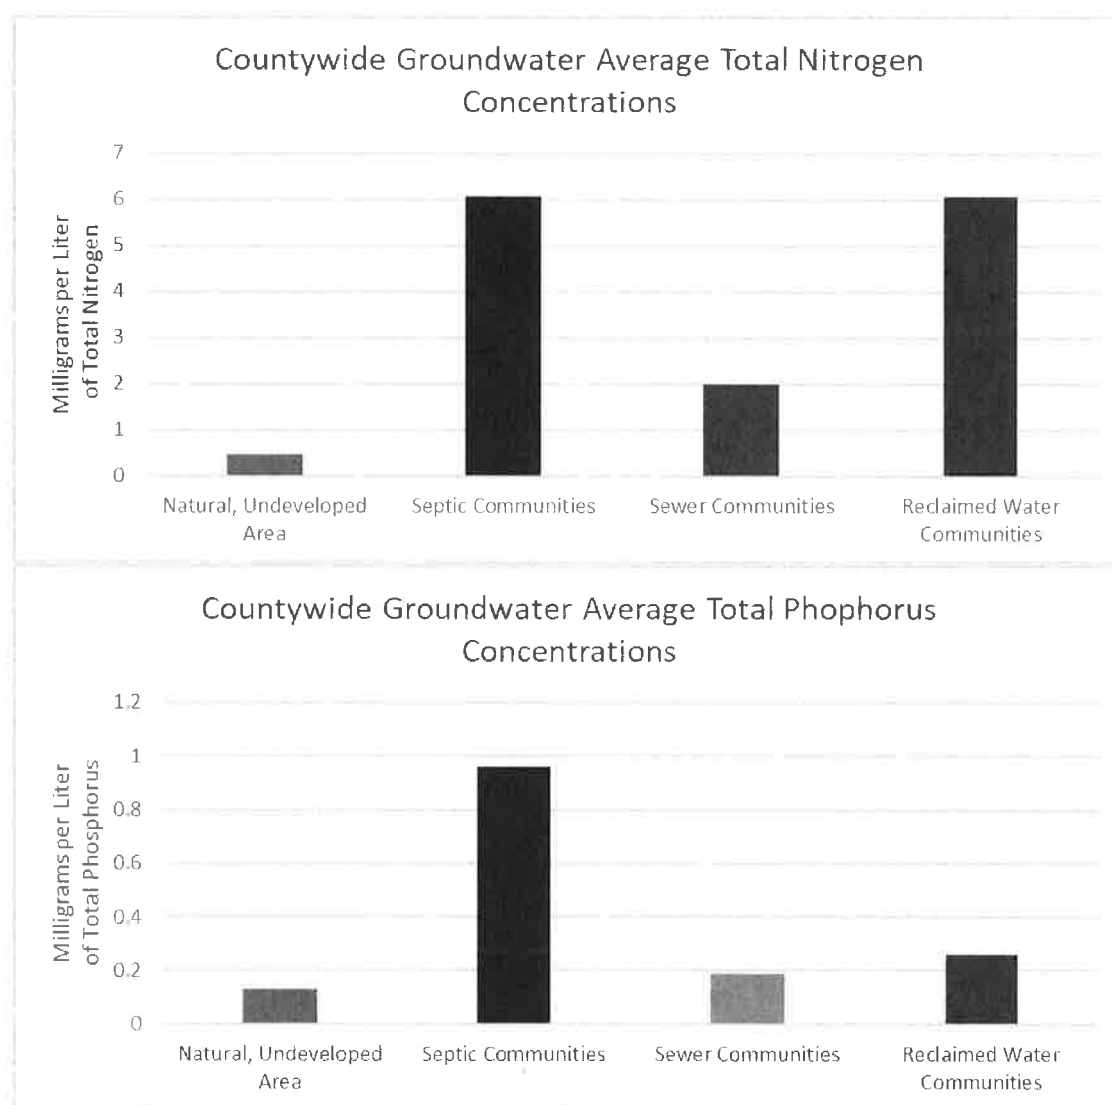 Countywide Groundwater Average Total Nitrogen
Concentrations
Milligrams per Liter
of Total Nitrogen
7
6
5
4
3
2
1
0
Natural, Undeveloped
Area
Septic Communities
Sewer Communities
Reclaimed Water
Communities
Countywide Groundwater Average Total Phophorus
Concentrations
Milligrams per Liter
of Total Phosphorus
1.2
1
0.8
0.6
0.4
0.2
0
Natural, Undeveloped
Area
Septic Communities
Sewer Communities
Reclaimed Water
Communities